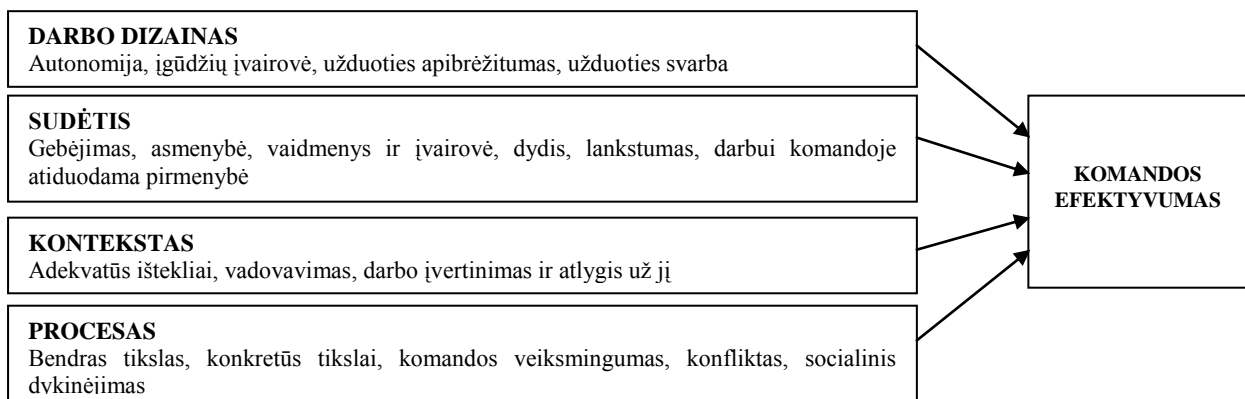 DARBO DIZAINAS
Autonomija, įgūdžių įvairovė, užduoties apibrėžitumas, užduoties svarba
SUDĖTIS
Gebėjimas, asmenybė, vaidmenys ir įvairovė, dydis, lankstumas, darbui komandoje
atiduodama pirmenybė
KONTEKSTAS
Adekvatūs ištekliai, vadovavimas, darbo įvertinimas ir atlygis už jį
PROCESAS
Bendras tikslas, konkretūs tikslai, komandos veiksmingumas, konfliktas, socialinis
dykinėjimas
KOMANDOS
EFEKTYVUMAS